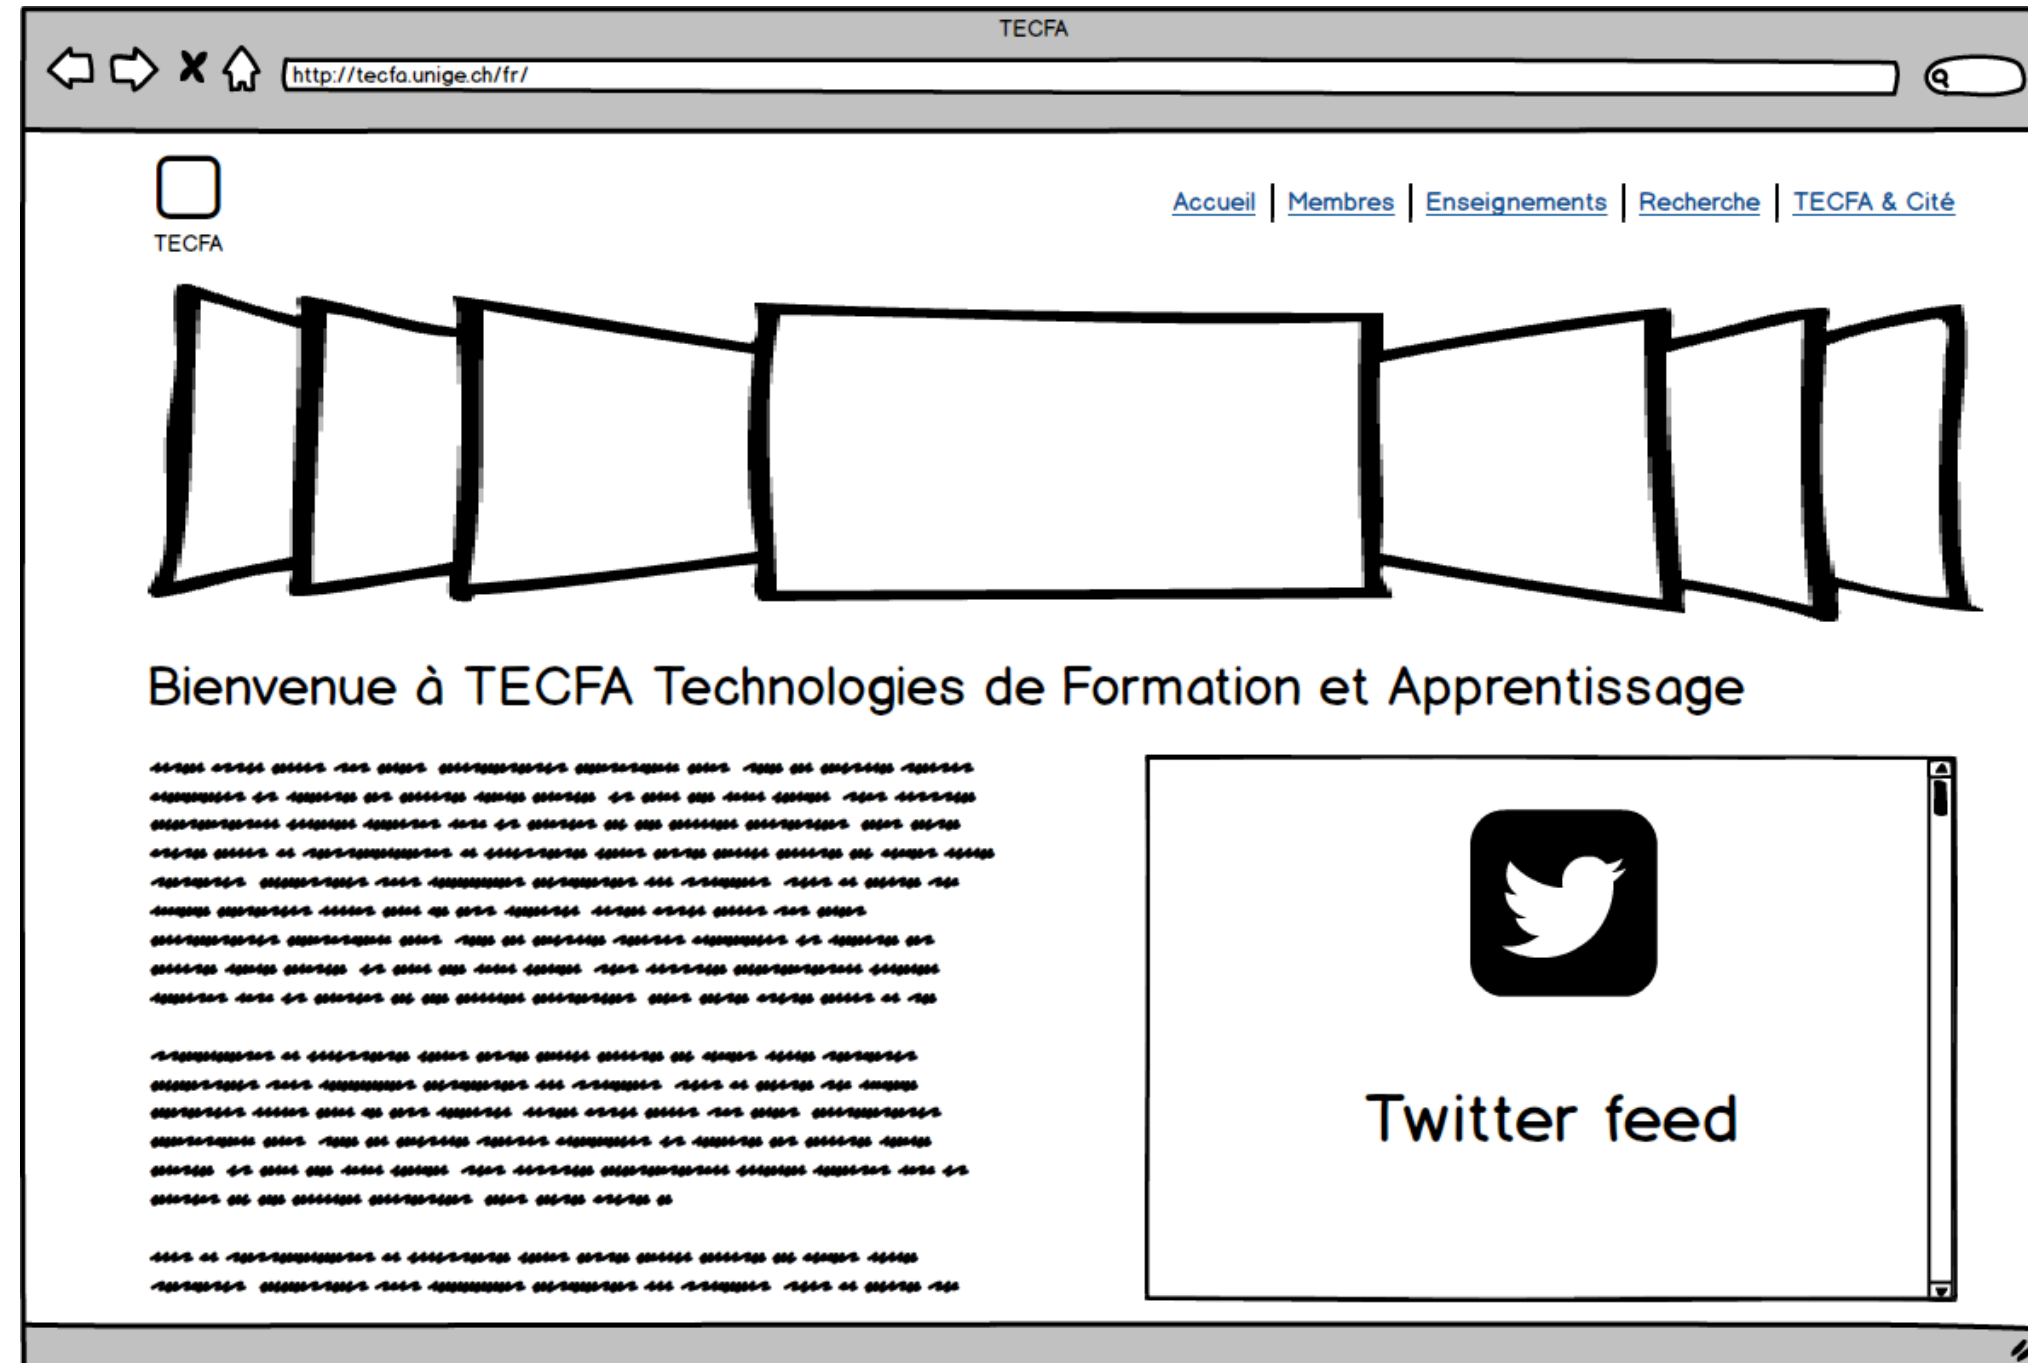 TECFA
http://tecfa.unige.ch/fr/
TECFA
Accueil | Membres | Enseignements | Recherche | TECFA & Cité
Bienvenue à TECFA Technologies de Formation et Apprentissage
Twitter feed